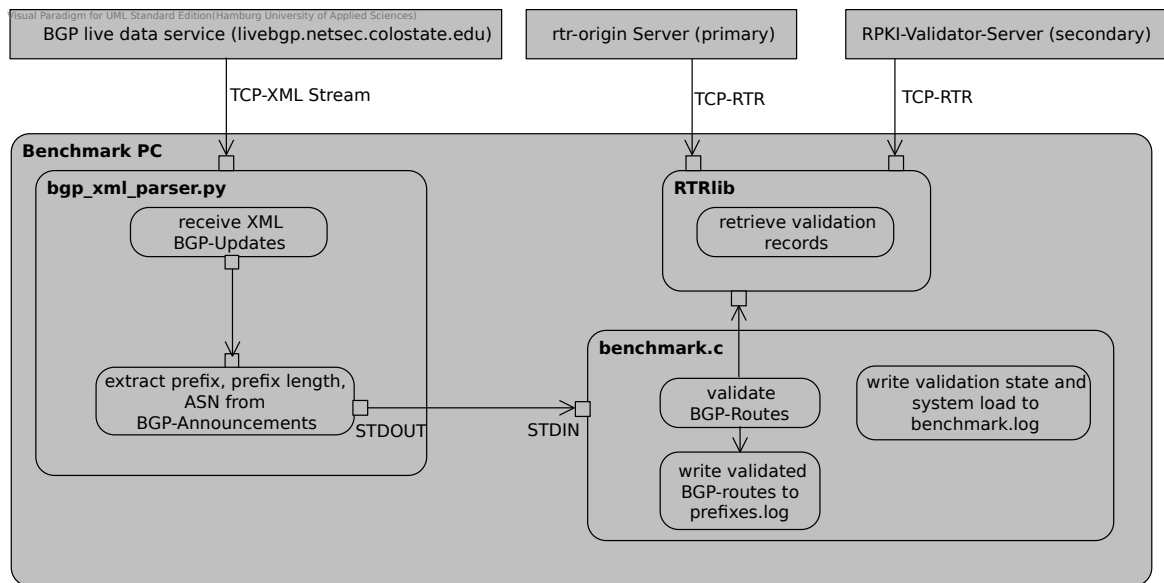 Visual Paradigm for UML Standard Edition(Hamburg University of Applied Sciences)
BGP live data service (livebgp.netsec.colostate.edu)
rtr-origin Server (primary)
RPKI-Validator-Server (secondary)
TCP-XML Stream
TCP-RTR
TCP-RTR
Benchmark PC
bgp_xml_parser.py
receive XML
BGP-Updates
extract prefix, prefix length,
ASN from
BGP-Announcements
STDOUT
STDIN
RTRlib
retrieve validation
records
benchmark.c
validate
BGP-Routes
write validated
BGP-routes to
prefixes.log
write validation state and
system load to
benchmark.log